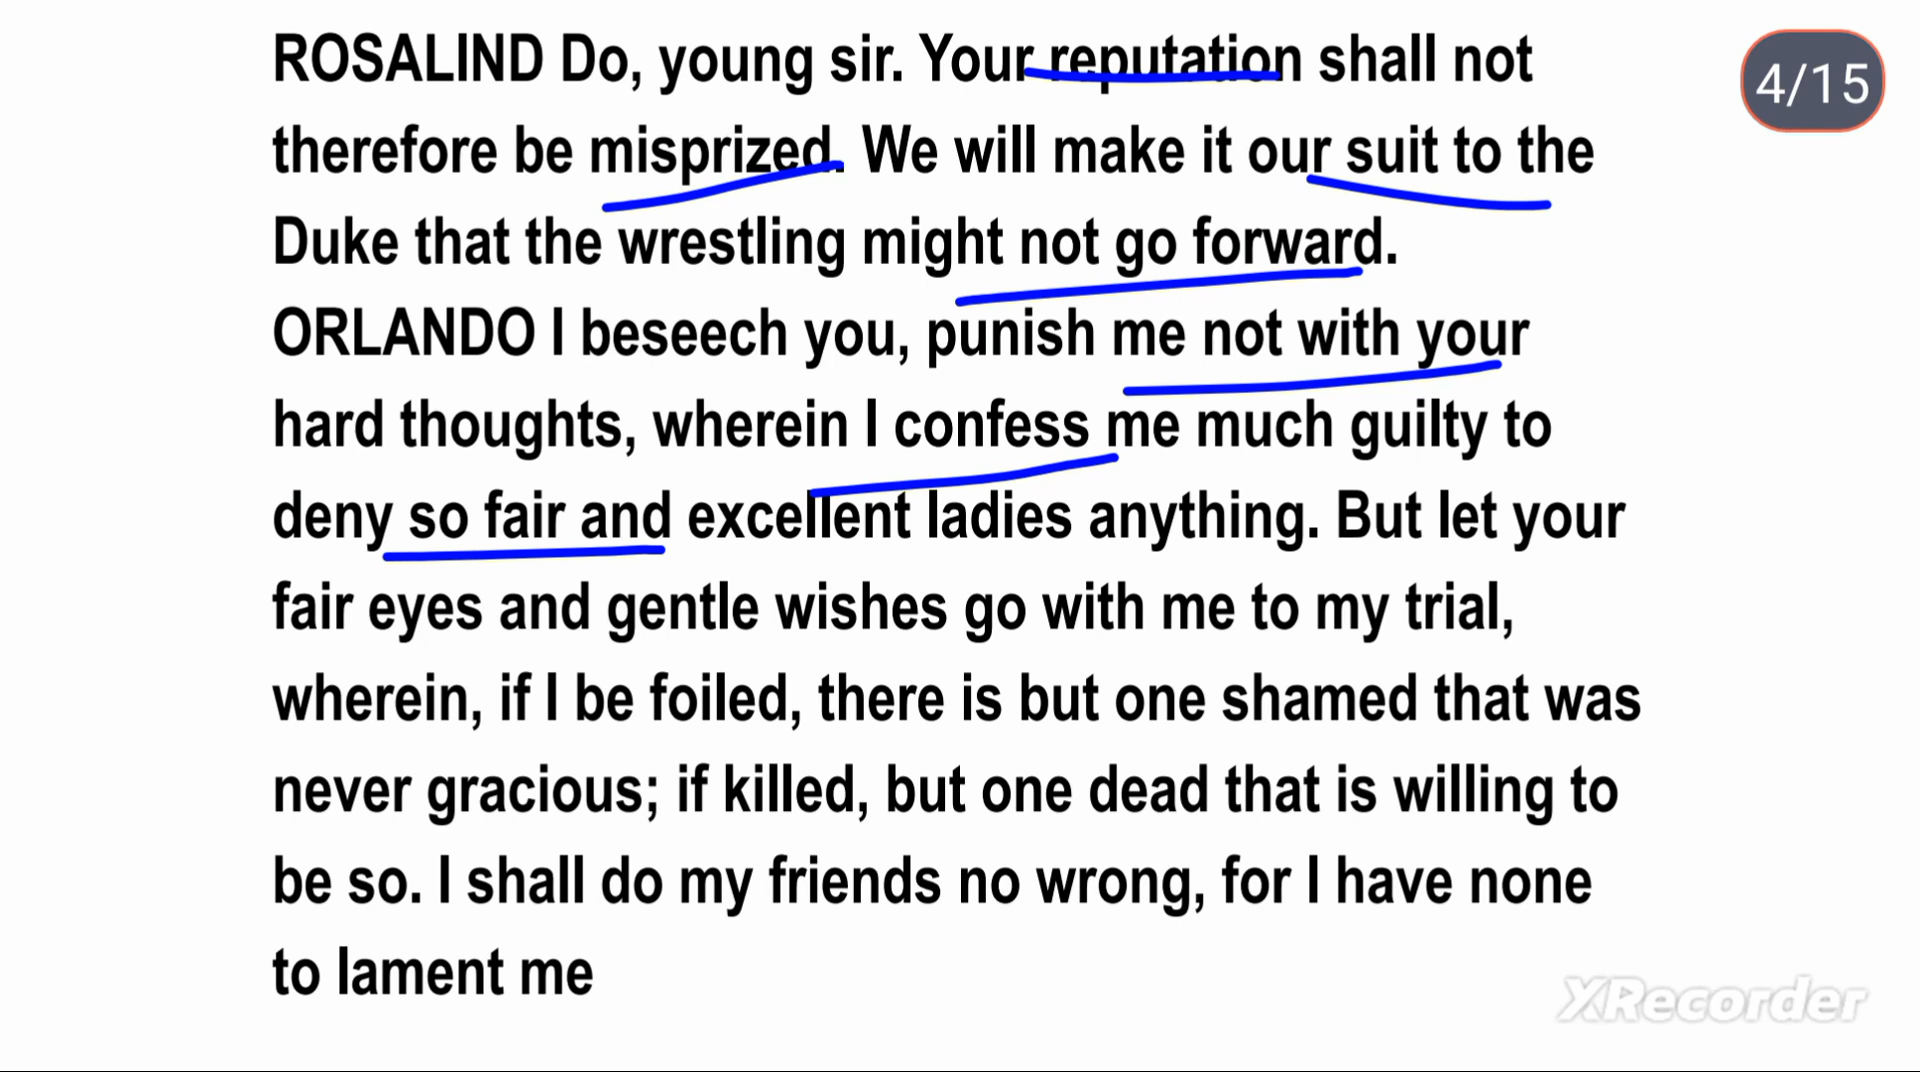 ROSALIND Do, young sir. Your reputation shall not
4/15
therefore be misprized. We will make it our suit to the
Duke that the wrestling might not go forward.
ORLANDO I beseech you, punish me not with your
hard thoughts, wherein I confess me much guilty to
deny so fair and excellent ladies anything. But let your
fair eyes and gentle wishes go with me to my trial,
wherein, if I be foiled, there is but one shamed that was
never gracious; if killed, but one dead that is willing to
be so. I shall do my friends no wrong, for I have none
to lament me
XRecorder